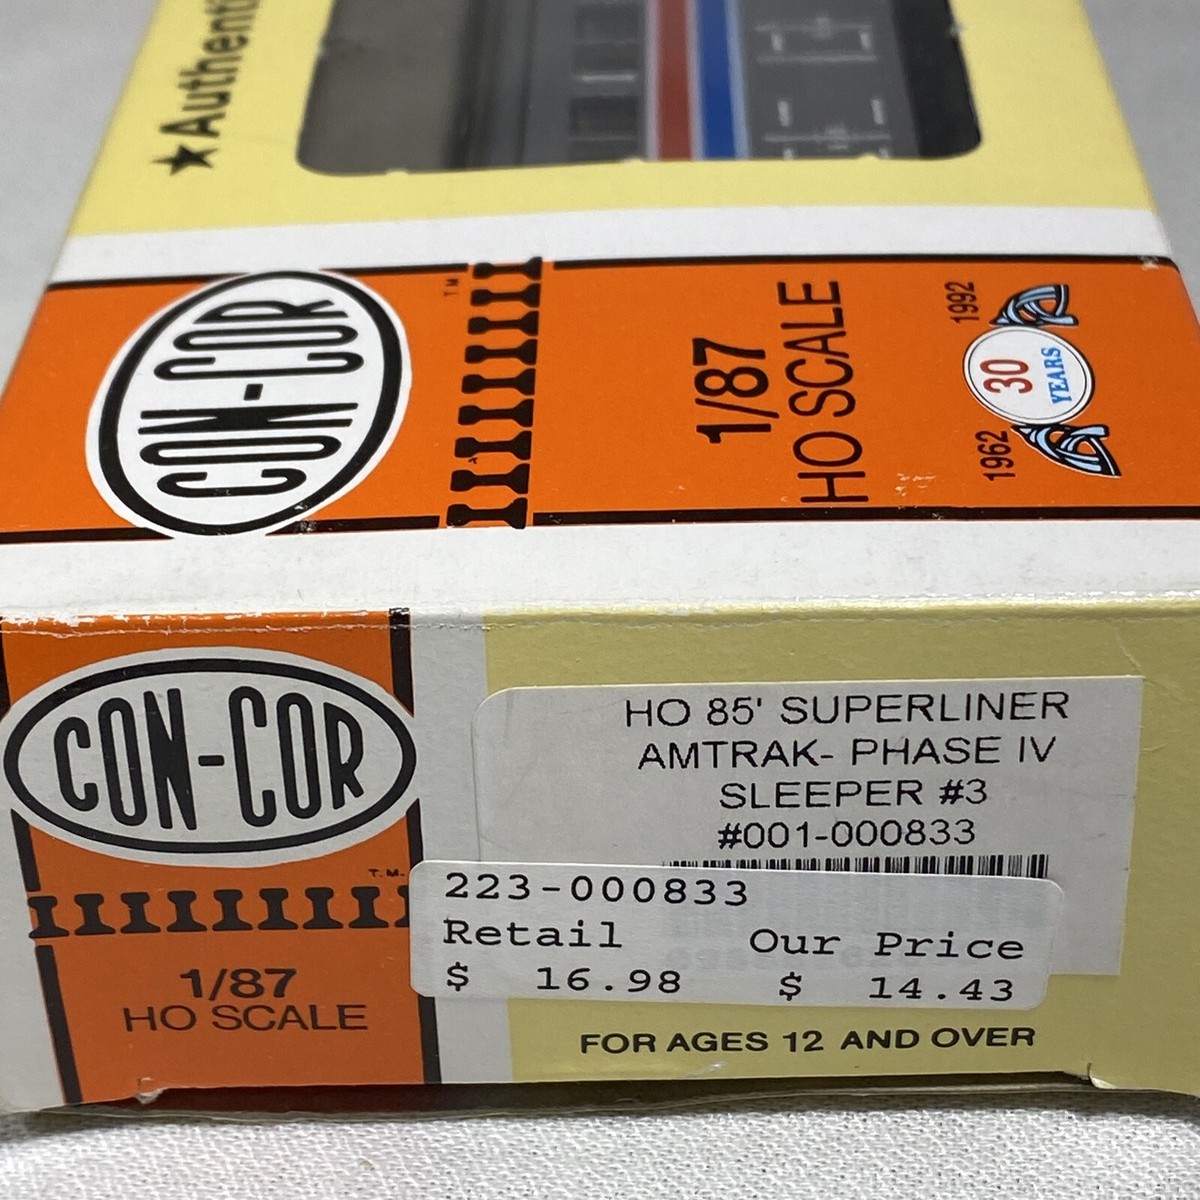 ★Authenti
CON-COR
T.M.
1/87
HO SCALE
1962
30
YEARS
1992
CON-COR
T.M.
1/87
HO SCALE
HO 85' SUPERLINER
AMTRAK- PHASE IV
SLEEPER #3
#001-000833
223-000833
Retail Our Price
$ 16.98 $ 14.43
FOR AGES 12 AND OVER